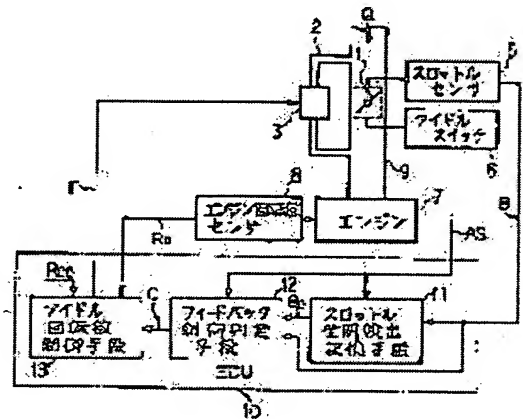 Q
2
1
5
スロットル
センサ
3
アイドル
スイッチ
6
8
9
7
θ
エンジン回転
センサ
エンジン
AS
12
11
C
アイドル
回転数
制御手段
フィードバック
制御判定
手段
スロットル
全閉検出
手段
13
ECU
10